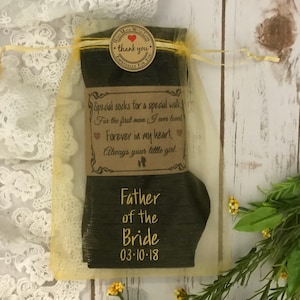 thank you
Special socks for a special walk,
For the first man I ever loved.
Forever in my heart,
Always your little girl.
Father
of the
Bride
03-10-18